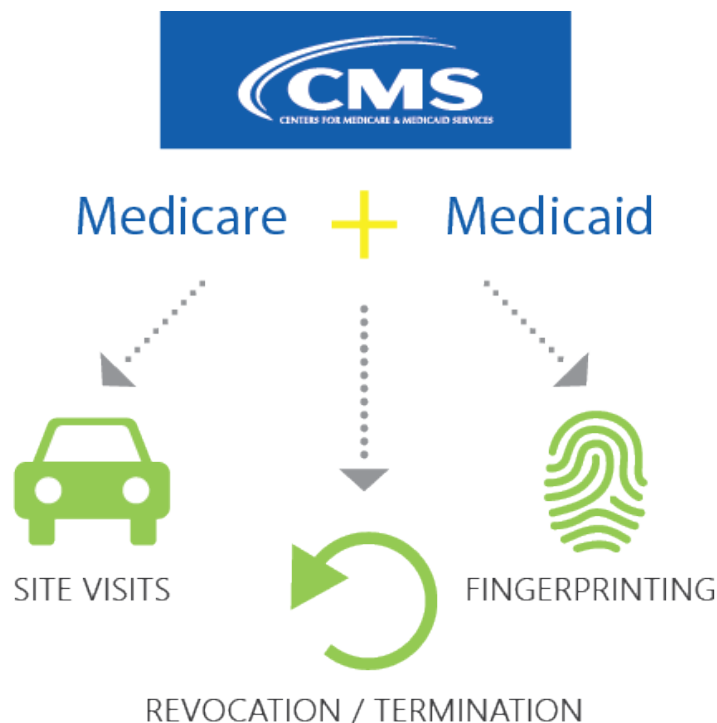 CMS
CENTERS FOR MEDICARE & MEDICAID SERVICES
Medicare + Medicaid
SITE VISITS
FINGERPRINTING
REVOCATION / TERMINATION